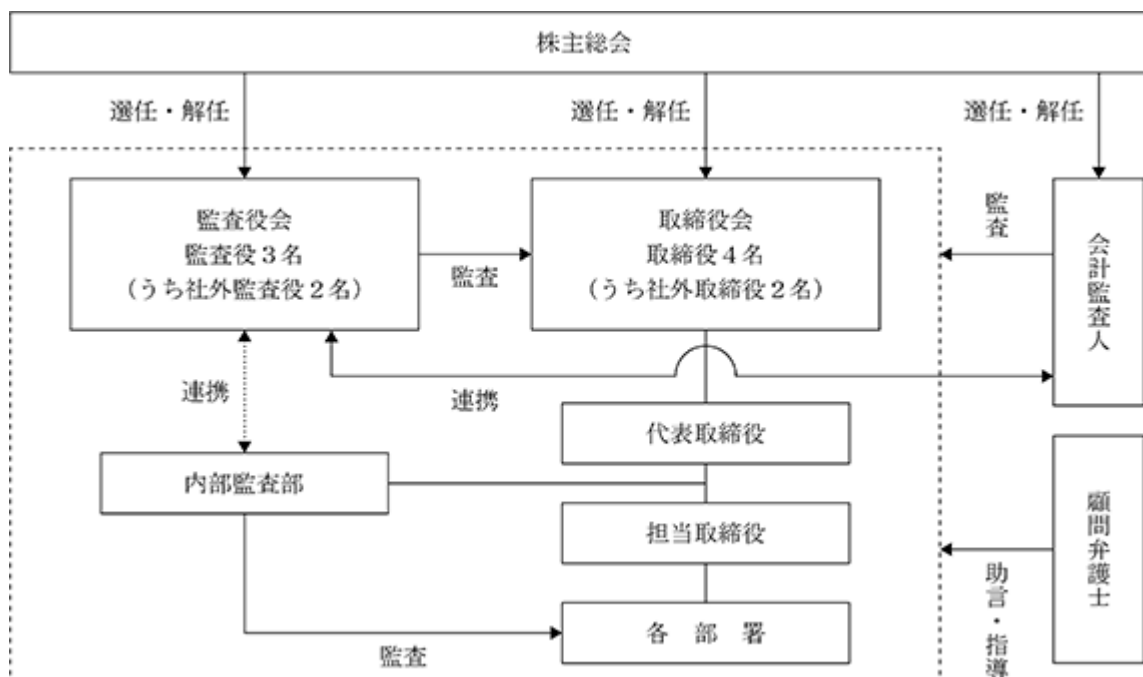 株主総会
選任・解任
選任・解任
選任・解任
監査役会
監査役３名
（うち社外監査役２名）
監査
取締役会
取締役４名
（うち社外取締役２名）
監査
会計監査人
連携
連携
代表取締役
内部監査部
担当取締役
顧問弁護士
助言・指導
各　部　署
監査